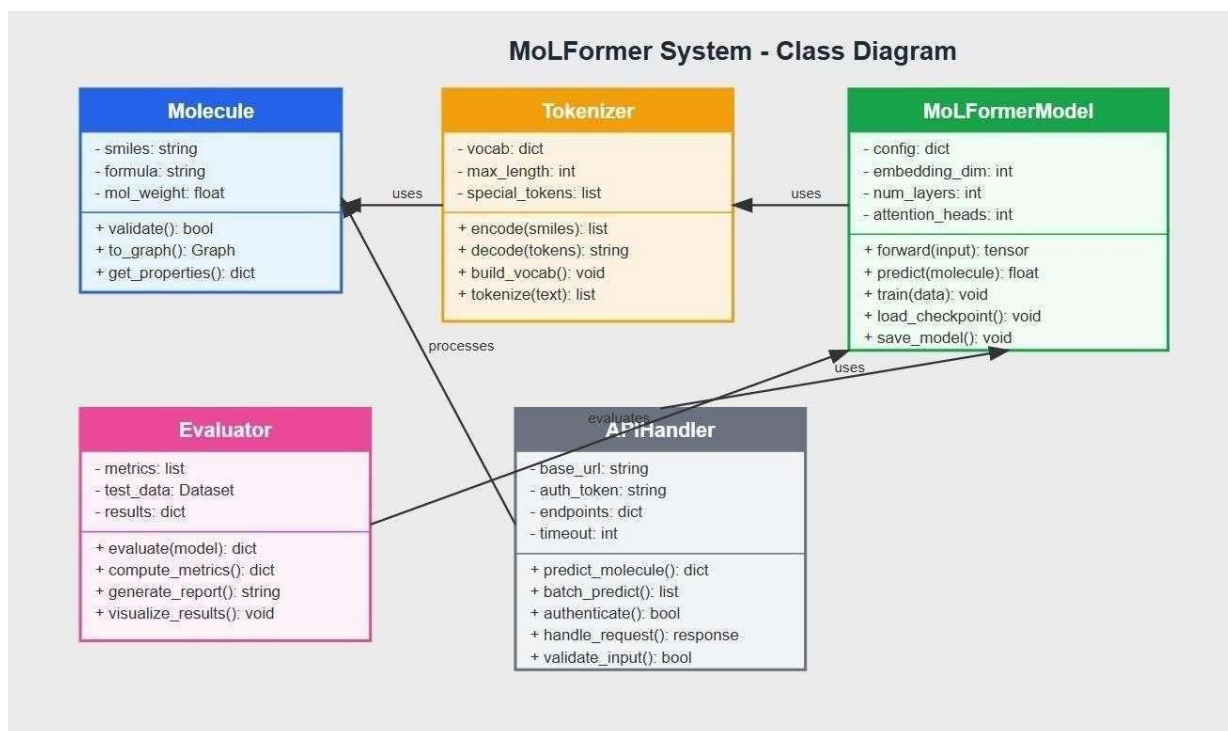 MoLFormer System - Class Diagram
Molecule
- smiles: string
- formula: string
- mol_weight: float
+ validate(): bool
+ to_graph(): Graph
+ get_properties(): dict
uses
Tokenizer
- vocab: dict
- max_length: int
- special_tokens: list
+ encode(smiles): list
+ decode(tokens): string
+ build_vocab(): void
+ tokenize(text): list
uses
MoLFormerModel
- config: dict
- embedding_dim: int
- num_layers: int
- attention_heads: int
+ forward(input): tensor
+ predict(molecule): float
+ train(data): void
+ load_checkpoint(): void
+ save_model(): void
processes
uses
evaluates
Evaluator
- metrics: list
- test_data: Dataset
- results: dict
+ evaluate(model): dict
+ compute_metrics(): dict
+ generate_report(): string
+ visualize_results(): void
APIHandler
- base_url: string
- auth_token: string
- endpoints: dict
- timeout: int
+ predict_molecule(): dict
+ batch_predict(): list
+ authenticate(): bool
+ handle_request(): response
+ validate_input(): bool